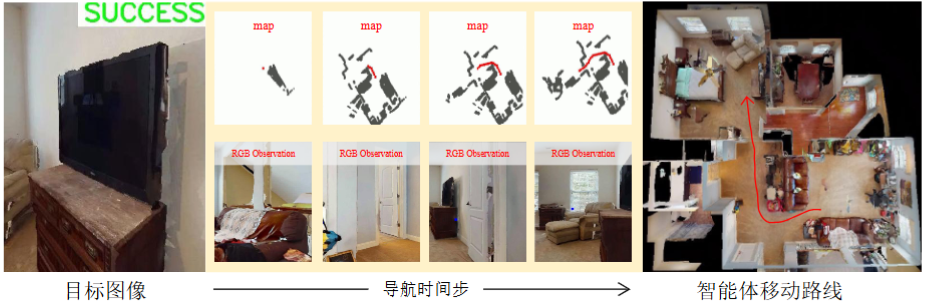 SUCCESS
map
map
map
map
RGB Observation
RGB Observation
RGB Observation
RGB Observation
目标图像
导航时间步
智能体移动路线